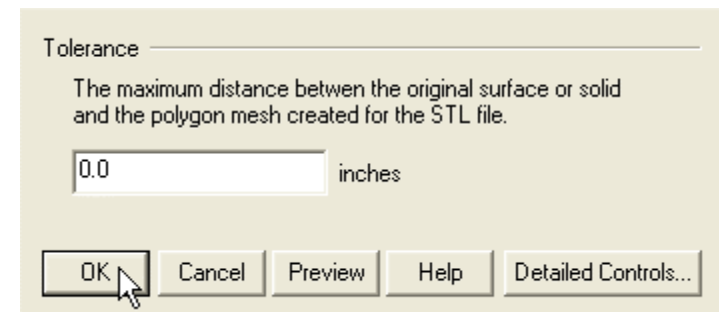 Tolerance
The maximum distance betwen the original surface or solid
and the polygon mesh created for the STL file.
0.0 inches
OK Cancel Preview Help Detailed Controls...